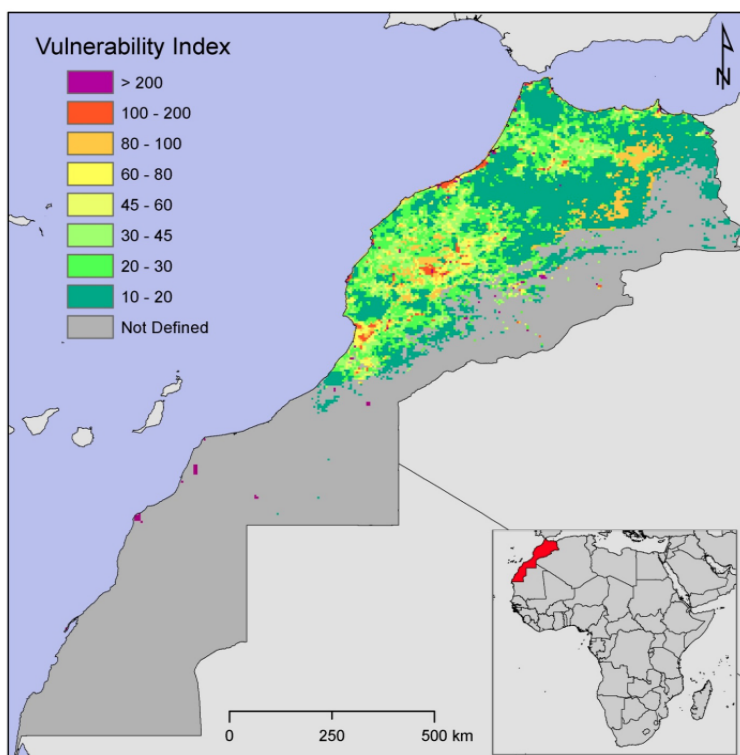 Vulnerability Index
> 200
100 - 200
80 - 100
60 - 80
45 - 60
30 - 45
20 - 30
10 - 20
Not Defined
N
0 250 500 km